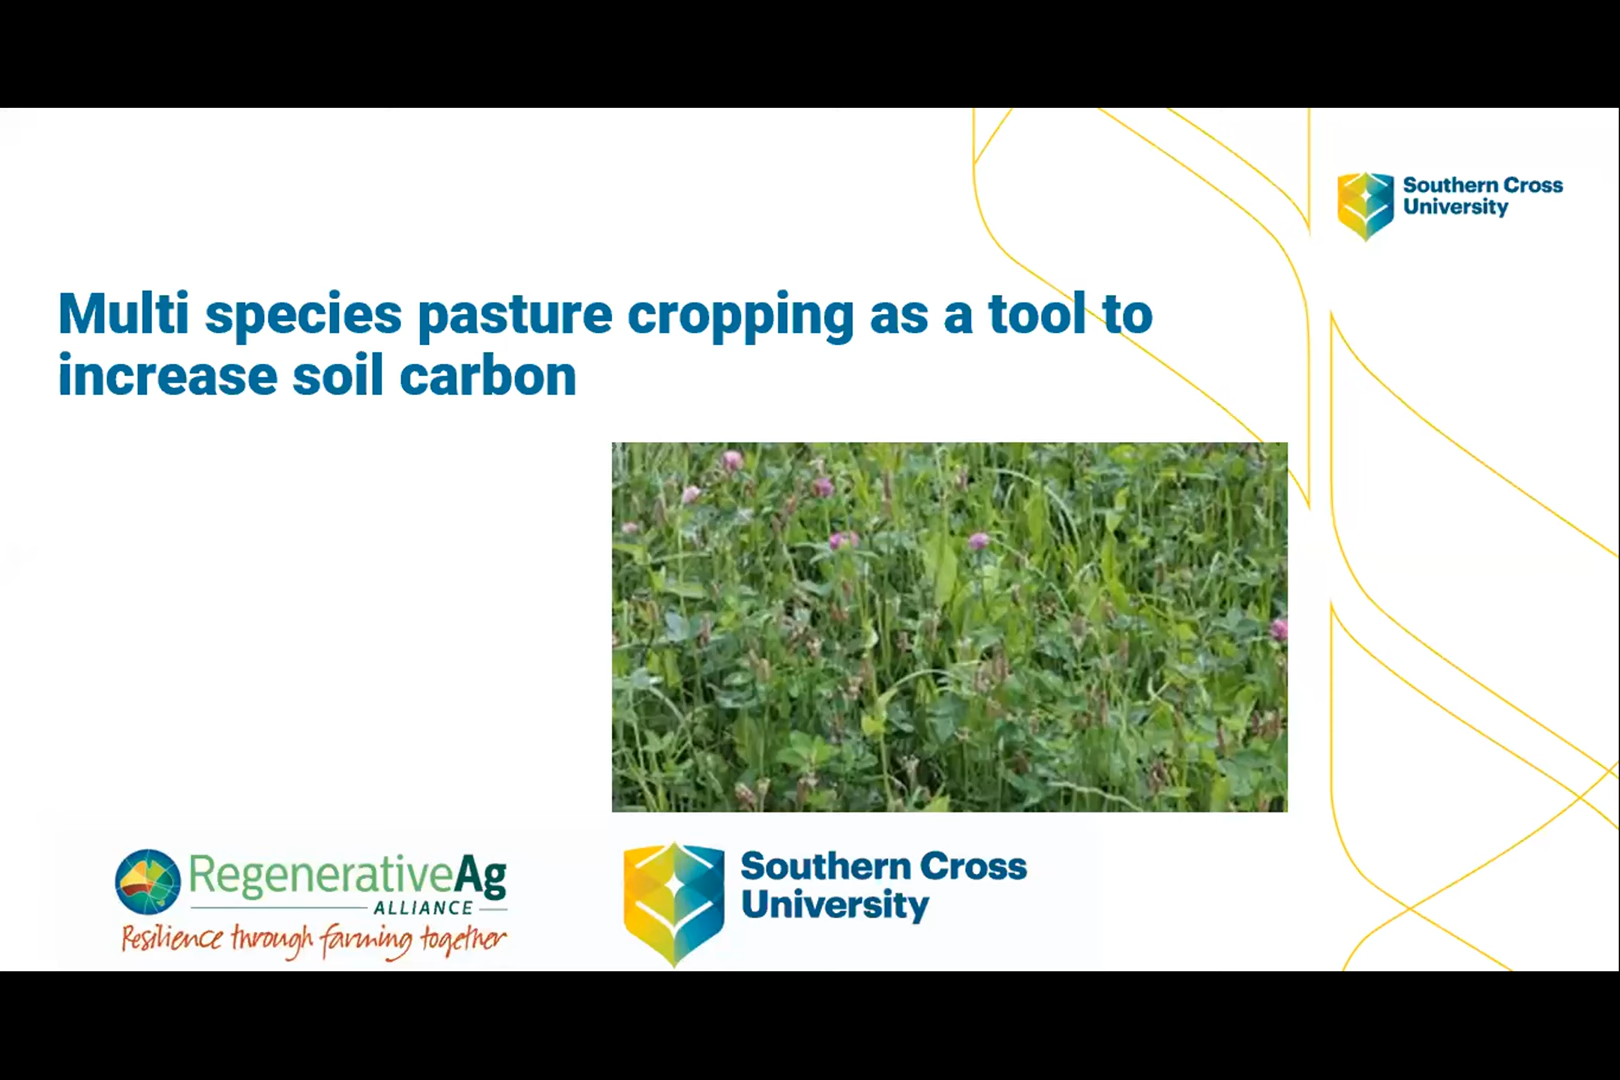 Southern Cross
University
Multi species pasture cropping as a tool to
increase soil carbon
RegenerativeAg
ALLIANCE
Resilience through farming together
Southern Cross
University